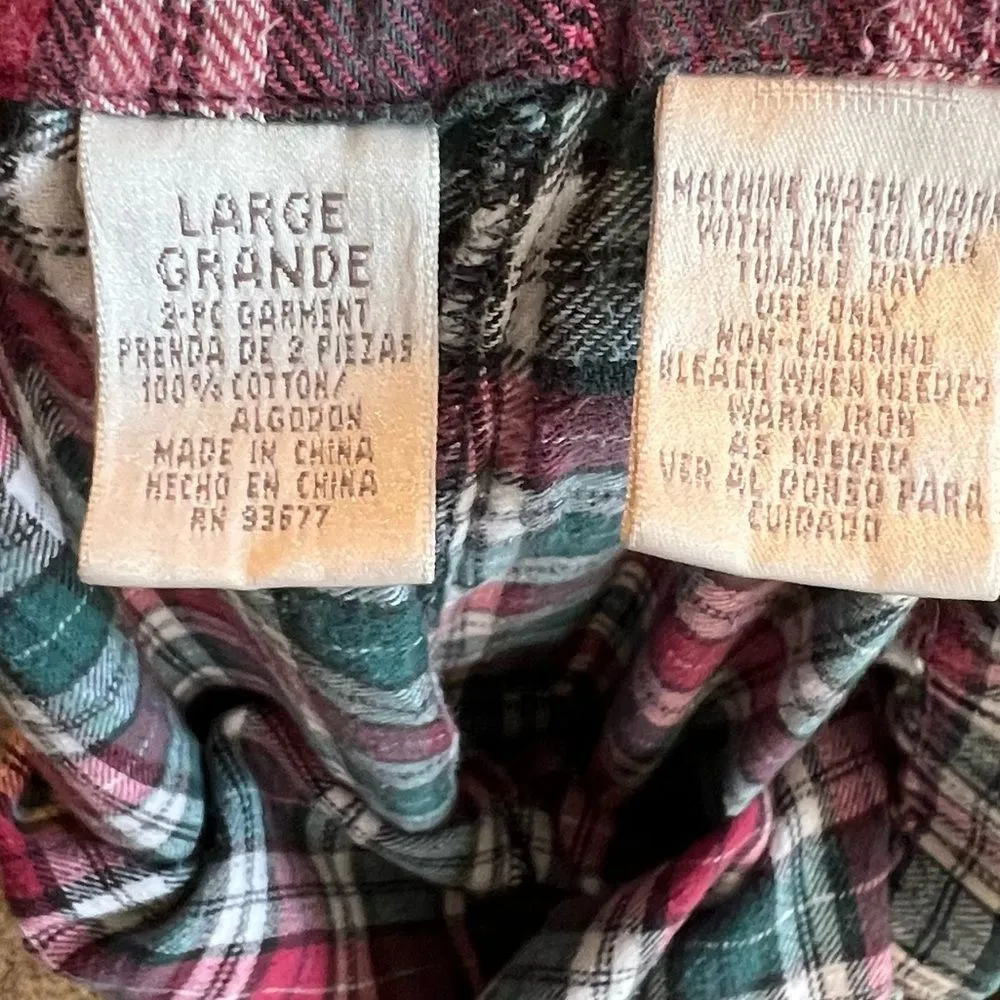 LARGE
GRANDE
2-PC GARMENT
PRENDA DE 2 PIEZAS
100% COTTON/
ALGODON
MADE IN CHINA
HECHO EN CHINA
RN 93677
MACHINE WASH WARM
WITH LIKE COLORS
TUMBLE DRY
USE ONLY
NON-CHLORINE
BLEACH WHEN NEEDED
WARM IRON
AS NEEDED
VER AL DORSO PARA
CUIDADO